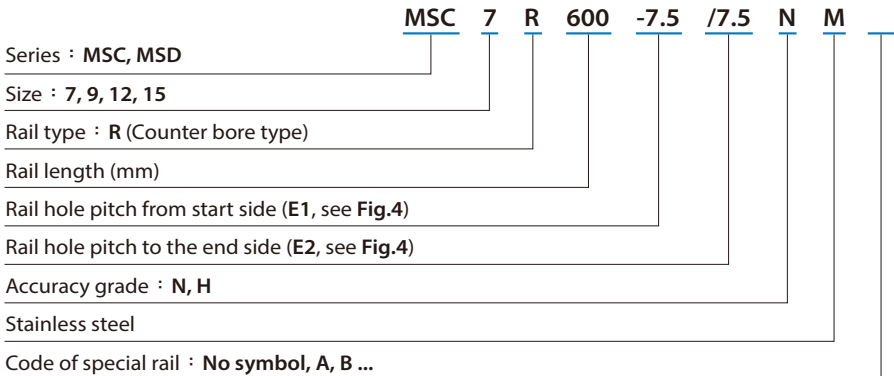 MSC 7 R 600 -7.5 /7.5 N M
Series : MSC, MSD
Size : 7, 9, 12, 15
Rail type : R (Counter bore type)
Rail length (mm)
Rail hole pitch from start side (E1, see Fig.4)
Rail hole pitch to the end side (E2, see Fig.4)
Accuracy grade : N, H
Stainless steel
Code of special rail : No symbol, A, B ...